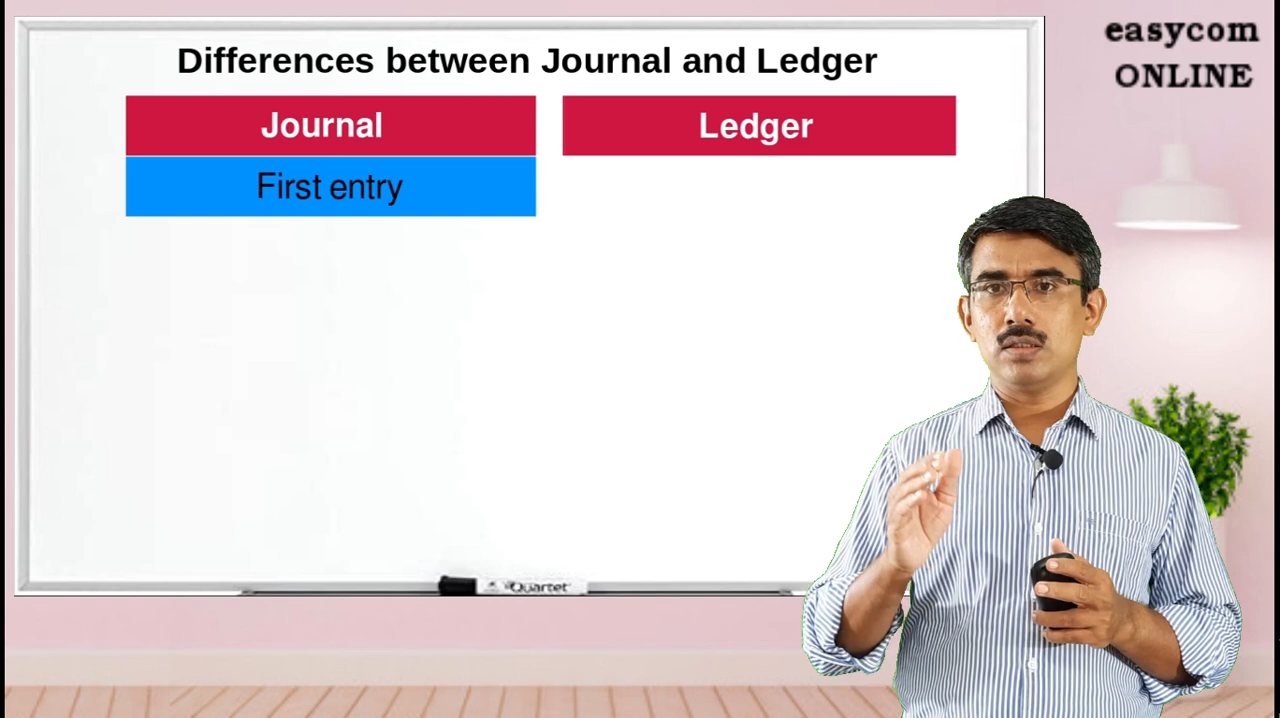 easycom
ONLINE
Differences between Journal and Ledger
Journal
Ledger
First entry
Quartet